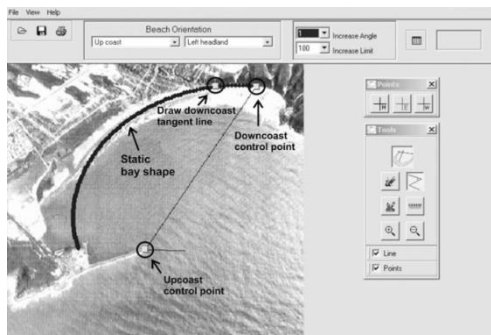 File View Help
Beach Orientation
Up coast
Left headland
1 Increase Angle
180 Increase Limit
Points
Draw downcoast
tangent line
Downcoast
control point
Static
bay shape
Upcoast
control point
Tools
Line
Points